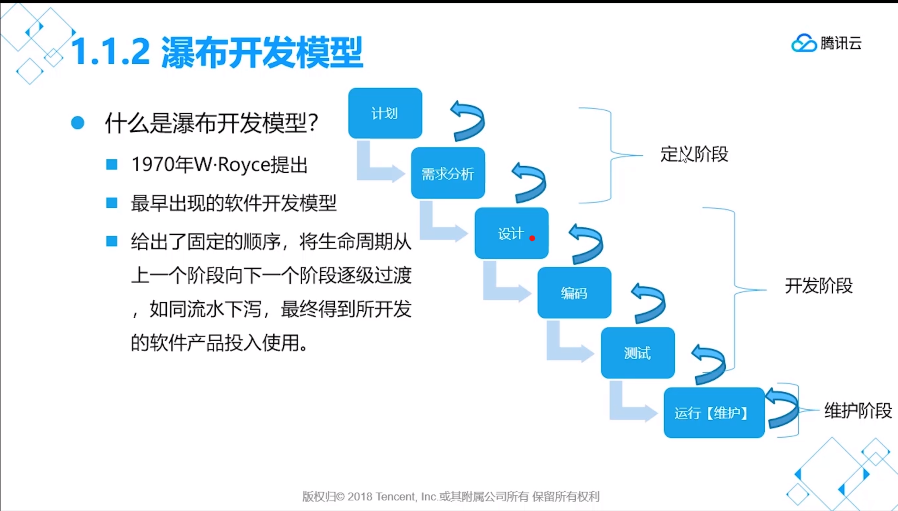 1.1.2 瀑布开发模型
腾讯云
什么是瀑布开发模型?
1970年W·Royce提出
最早出现的软件开发模型
给出了固定的顺序，将生命周期从
上一个阶段向下一个阶段逐级过渡
，如同流水下泻，最终得到所开发
的软件产品投入使用。
计划
需求分析
设计
编码
测试
运行【维护】
定义阶段
开发阶段
维护阶段
版权归© 2018 Tencent, Inc.或其附属公司所有 保留所有权利